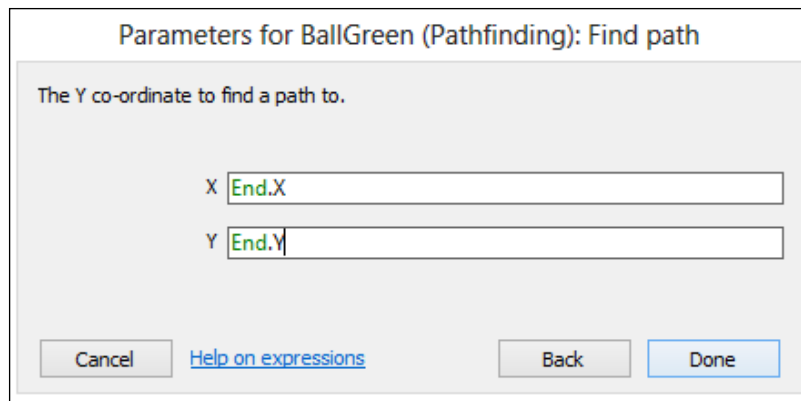 Parameters for BallGreen (Pathfinding): Find path
The Y co-ordinate to find a path to.
X End.X
Y End.Y
Cancel Help on expressions Back Done